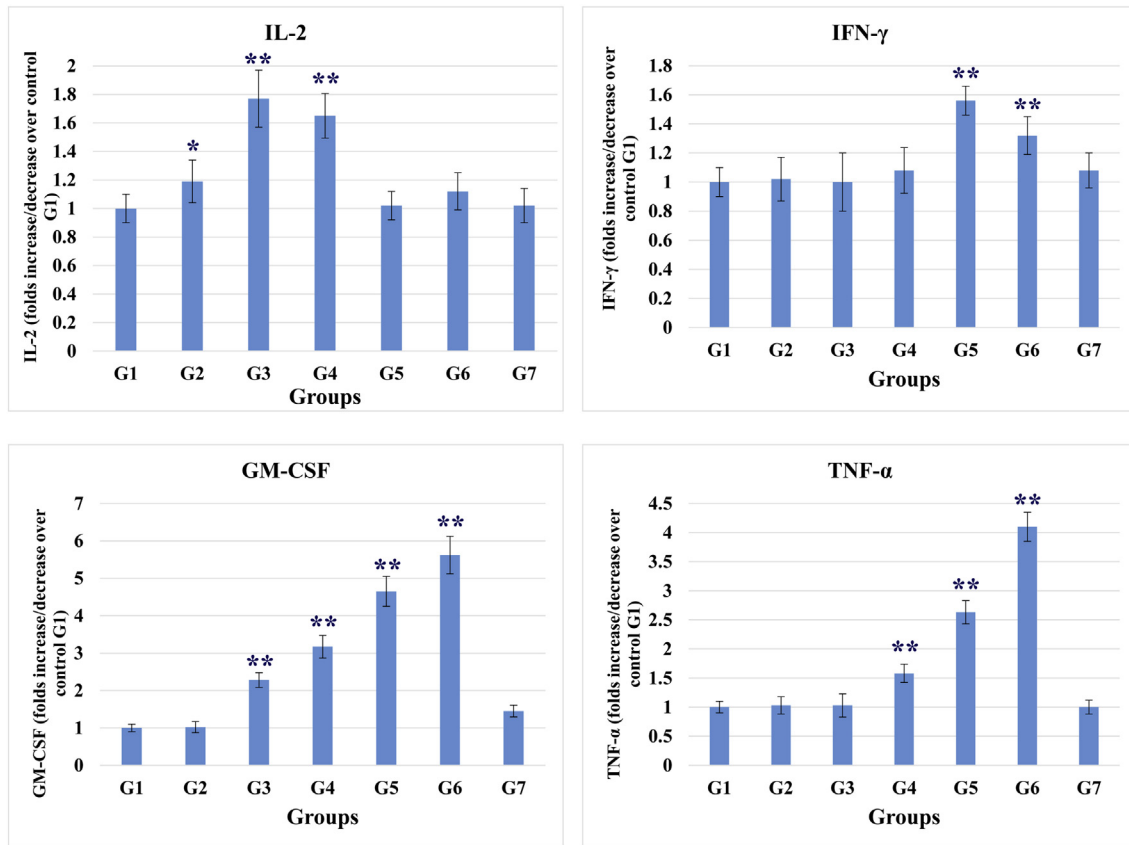 IL-2
IL-2 (folds increase/decrease over control
G1)
2
1.8
1.6
1.4
1.2
1
0.8
0.6
0.4
0.2
0
*
**
**
G1 G2 G3 G4 G5 G6 G7
Groups
IFN-γ
IFN-γ (folds increase/decrease over
control G1)
1.8
1.6
1.4
1.2
1
0.8
0.6
0.4
0.2
0
**
**
G1 G2 G3 G4 G5 G6 G7
Groups
GM-CSF
GM-CSF (folds increase/decrease over
control G1)
7
6
5
4
3
2
1
0
**
**
**
**
G1 G2 G3 G4 G5 G6 G7
Groups
TNF-α
TNF-α (folds increase/decrease over
control G1)
4.5
4
3.5
3
2.5
2
1.5
1
0.5
0
**
**
**
G1 G2 G3 G4 G5 G6 G7
Groups